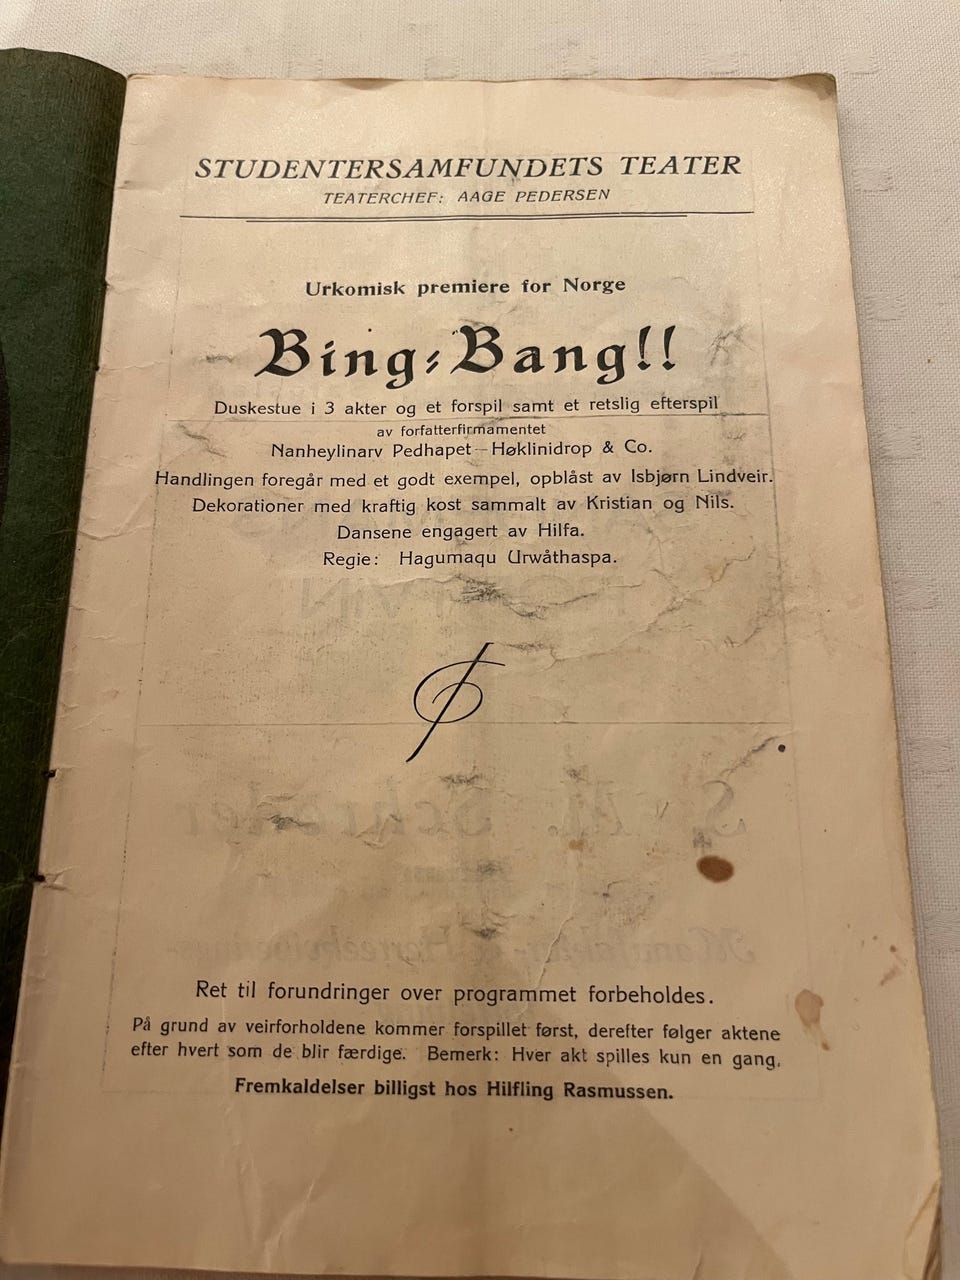 STUDENTERSAMFUNDETS TEATER
TEATERCHEF: AAGE PEDERSEN
Urkomisk premiere for Norge
Bing-Bang!!
Duskestue i 3 akter og et forspil samt et retslig efterspil
av forfatterfirmamentet
Nanheylinarv Pedhapet—Høklinidrop & Co.
Handlingen foregår med et godt exempel, opblåst av Isbjørn Lindveir.
Dekorationer med kraftig kost sammalt av Kristian og Nils.
Dansene engagert av Hilfa.
Regie: Hagumaqu Urwåthaspa.
Ret til forundringer over programmet forbeholdes.
På grund av veirforholdene kommer forspillet først, derefter følger aktene
efter hvert som de blir færdige. Bemerk: Hver akt spilles kun en gang.
Fremkaldelser billigst hos Hilfling Rasmussen.